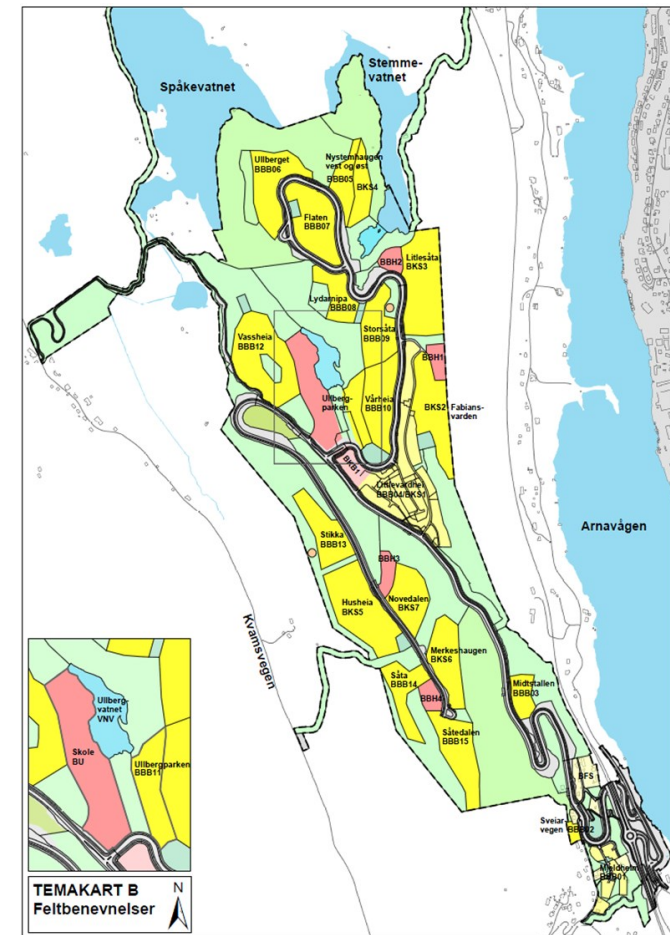 Stemme-
vatnet
Spåkevatnet
Ullberget
BBB06
Nystemhaugen
vest og øst
BBB05
BKS4
Flaten
BBB07
BBH2
Litlesåta
BKS3
Lydarnipa
BBB08
Storsåta
BBB09
Vassheia
BBB12
BBH1
Ullberg-
parken
Vårheia
BBB10
BKS2
Fabians-
varden
BKB1
BBB04/BKS1
Arnavågen
Stikka
BBB13
BBH3
Husheia
BKS5
Novedalen
BKS7
Kvamsvegen
Merkeshaugen
BKS6
Såta
BBB14
BBH4
Midtstallen
BBB03
Såtedalen
BBB15
BFS
Sveiar-
vegen
Ullberg
vatnet
VNV
Skole
BU
Ullbergparken
BBB11
TEMAKART B
Feltbenevnelser
N